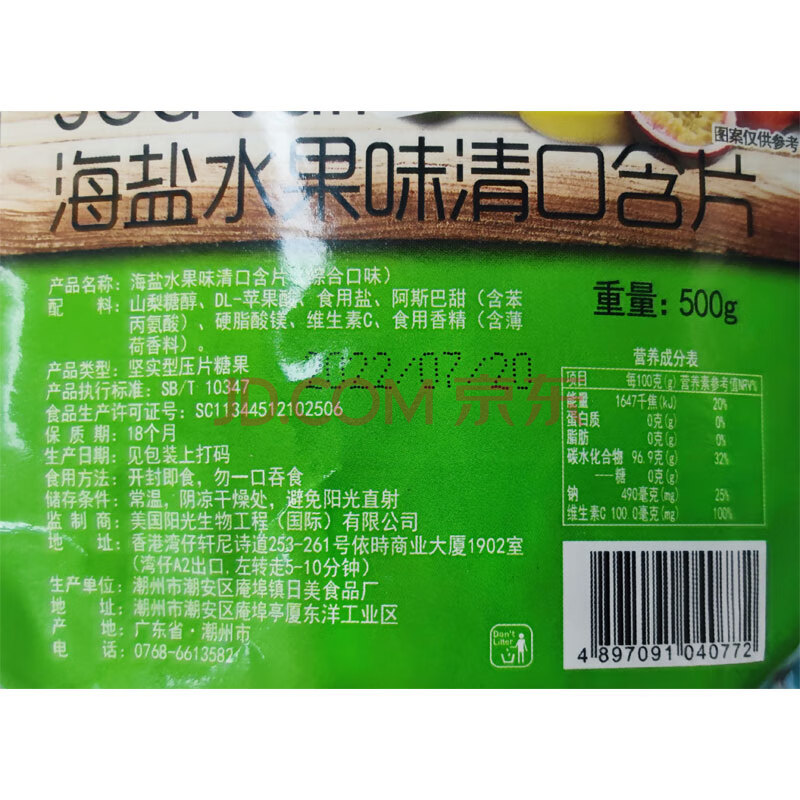 图案仅供参考
海盐水果味清口含片
产品名称：海盐水果味清口含片（综合口味）
配 料：山梨糖醇、DL-苹果酸、食用盐、阿斯巴甜（含苯
丙氨酸）、硬脂酸镁、维生素C、食用香精（含薄
荷香料）。
产品类型：坚实型压片糖果
产品执行标准：SB/T 10347
食品生产许可证号：SC11344512102506
保 质 期：18个月
生产日期：见包装上打码
食用方法：开封即食，勿一口吞食
储存条件：常温，阴凉干燥处，避免阳光直射
监 制 商：美国阳光生物工程（国际）有限公司
地 址：香港湾仔轩尼诗道253-261号依時商业大厦1902室
（湾仔A2出口，左转走5-10分钟）
生产单位：潮州市潮安区庵埠镇日美食品厂
地 址：潮州市潮安区庵埠亭厦东洋工业区
产 地：广东省·潮州市
电 话：0768-6613582
2022/07/20
JD.COM 京东
重量：500g
营养成分表
项目 每100克(g) 营养素参考值NRV%
能量 1647千焦(kJ) 20%
蛋白质 0克(g) 0%
脂肪 0克(g) 0%
碳水化合物 96.9克(g) 32%
——糖 0克(g)
钠 490毫克(mg) 25%
维生素C 100.0毫克(mg) 100%
Don't
Litter
4 897091 040772